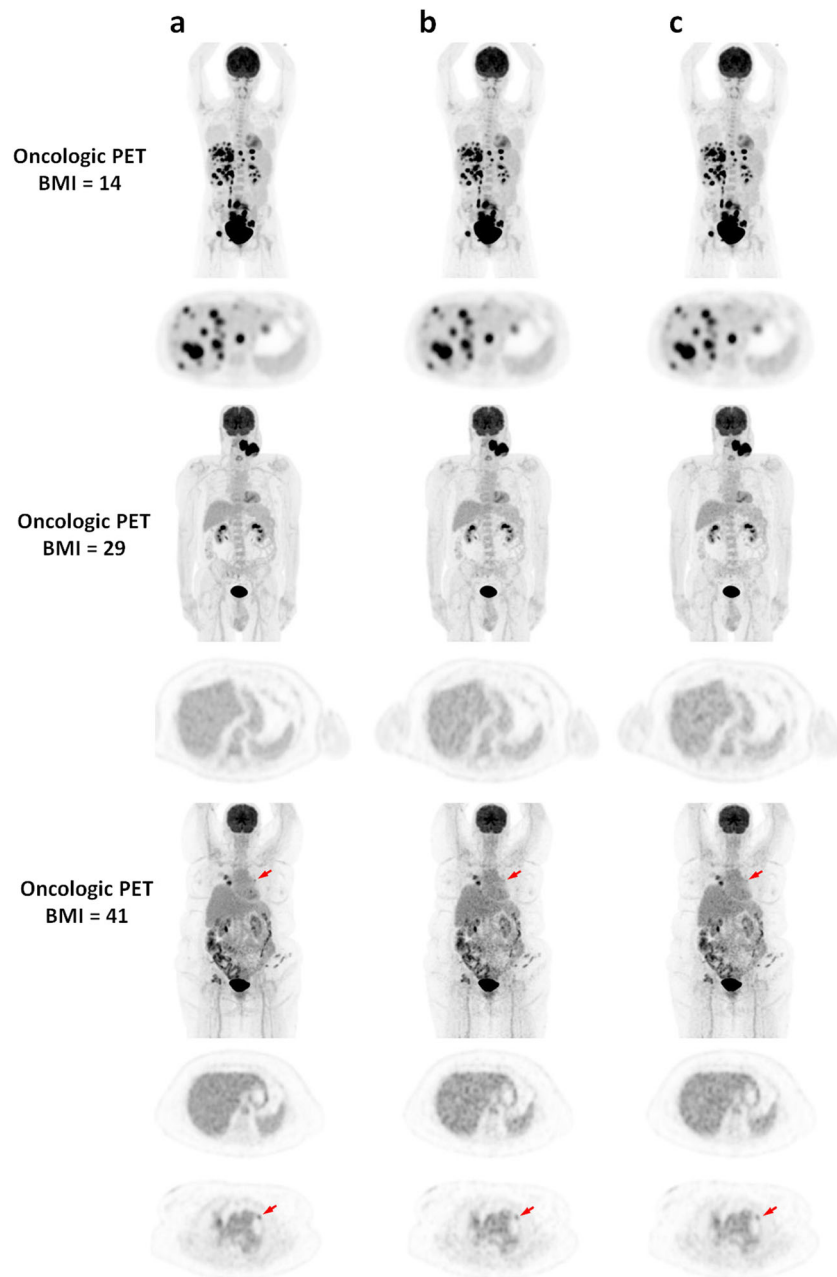 a b c
Oncologic PET
BMI = 14
Oncologic PET
BMI = 29
Oncologic PET
BMI = 41